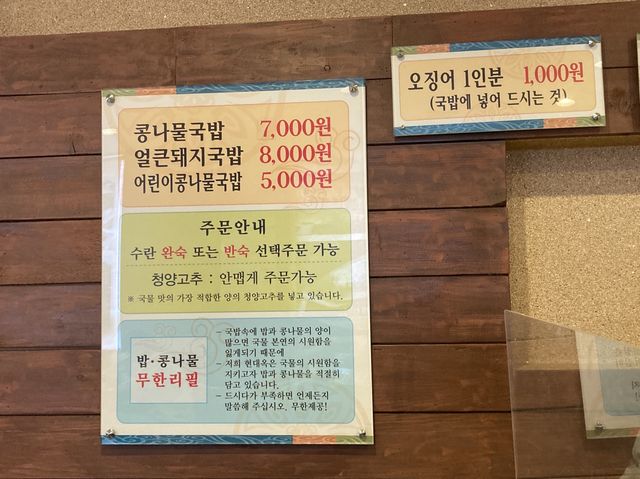 콩나물국밥 7,000원
얼큰돼지국밥 8,000원
어린이콩나물국밥 5,000원
주문안내
수란 완숙 또는 반숙 선택주문 가능
청양고추 : 안맵게 주문가능
※ 국물 맛의 가장 적합한 양의 청양고추를 넣고 있습니다.
밥·콩나물
무한리필
- 국밥속에 밥과 콩나물의 양이
많으면 국물 본연의 시원함을
잃게되기 때문에
- 저희 현대옥은 국물의 시원함을
지키고자 밥과 콩나물을 적절히
담고 있습니다.
- 드시다가 부족하면 언제든지
말씀해 주십시오. 무한제공!
오징어 1인분 1,000원
(국밥에 넣어 드시는 것)